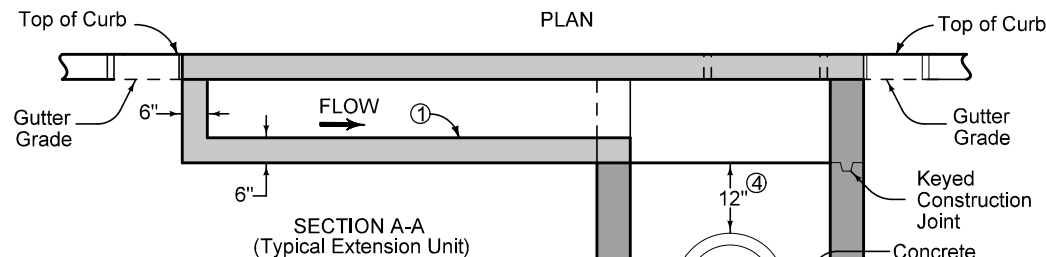 PLAN
Top of Curb
Top of Curb
Gutter
Grade
6"
FLOW
①
Gutter
Grade
6"
12"④
Keyed
Construction
Joint
SECTION A-A
(Typical Extension Unit)
Concrete